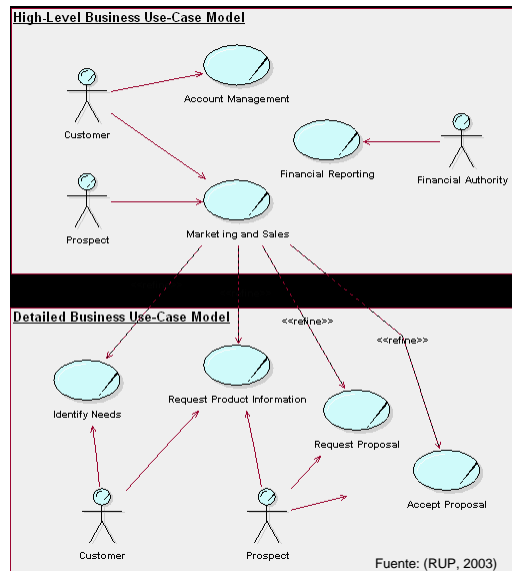 High-Level Business Use-Case Model
Account Management
Customer
Financial Reporting
Financial Authority
Prospect
Marketing and Sales
Detailed Business Use-Case Model
<<refine>>
<<refine>>
Identify Needs
Request Product Information
Request Proposal
Accept Proposal
Customer
Prospect
Fuente: (RUP, 2003)